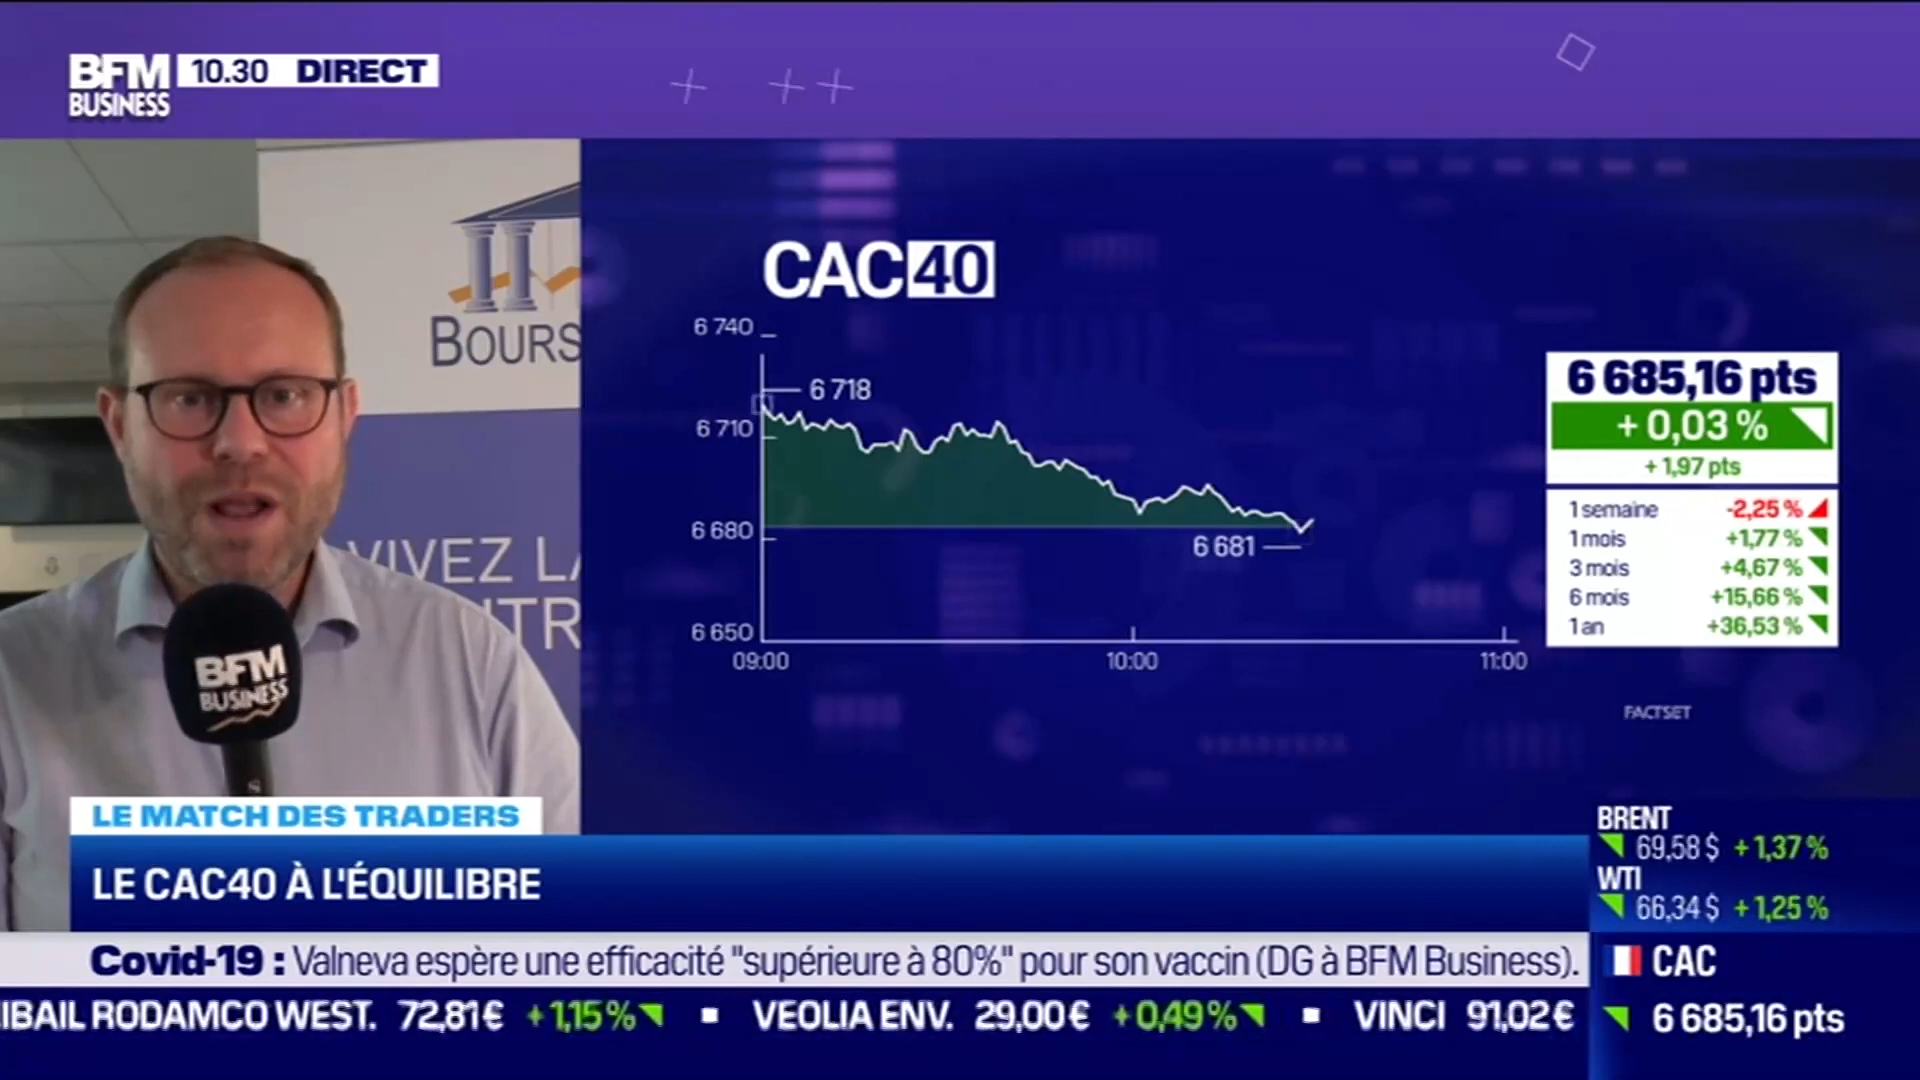 BFM
BUSINESS
10.30 DIRECT
BOURS
VIVEZ L
TR
BFM
BUSINESS
CAC40
6 740
6 718
6 710
6 680
6 681
6 650
09:00 10:00 11:00
6 685,16 pts
+ 0,03 %
+ 1,97 pts
1 semaine -2,25 %
1 mois +1,77 %
3 mois +4,67 %
6 mois +15,66 %
1 an +36,53 %
FACTSET
LE MATCH DES TRADERS
LE CAC40 À L'ÉQUILIBRE
BRENT
69,58 $ +1,37 %
WTI
66,34 $ +1,25 %
Covid-19 : Valneva espère une efficacité "supérieure à 80%" pour son vaccin (DG à BFM Business).
CAC
6 685,16 pts
IBAIL RODAMCO WEST. 72,81 € +1,15 % VEOLIA ENV. 29,00 € +0,49 % VINCI 91,02 €